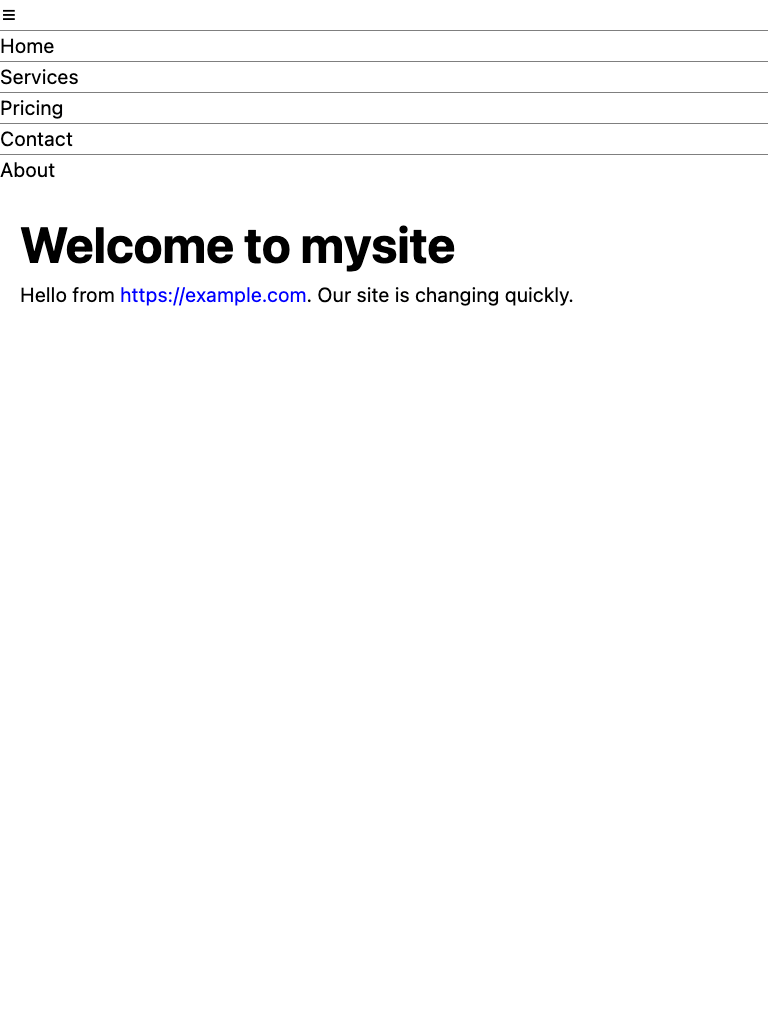 ≡
Home
Services
Pricing
Contact
About
Welcome to mysite
Hello from https://example.com. Our site is changing quickly.